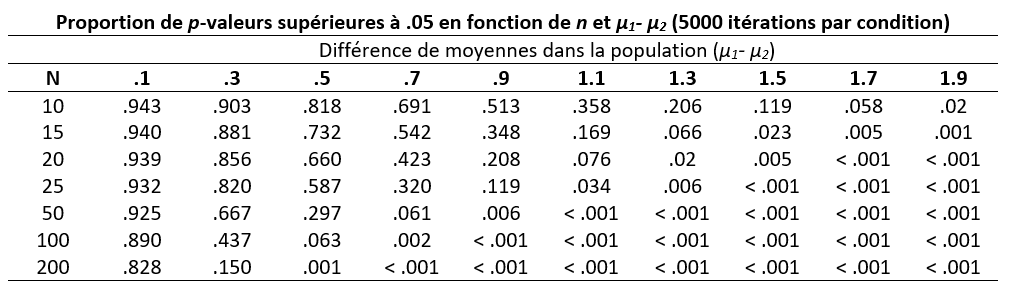 Proportion de p-valeurs supérieures à .05 en fonction de n et µ1- µ2 (5000 itérations par condition)
Différence de moyennes dans la population (µ1- µ2)
N .1 .3 .5 .7 .9 1.1 1.3 1.5 1.7 1.9
10 .943 .903 .818 .691 .513 .358 .206 .119 .058 .02
15 .940 .881 .732 .542 .348 .169 .066 .023 .005 .001
20 .939 .856 .660 .423 .208 .076 .02 .005 < .001 < .001
25 .932 .820 .587 .320 .119 .034 .006 < .001 < .001 < .001
50 .925 .667 .297 .061 .006 < .001 < .001 < .001 < .001 < .001
100 .890 .437 .063 .002 < .001 < .001 < .001 < .001 < .001 < .001
200 .828 .150 .001 < .001 < .001 < .001 < .001 < .001 < .001 < .001